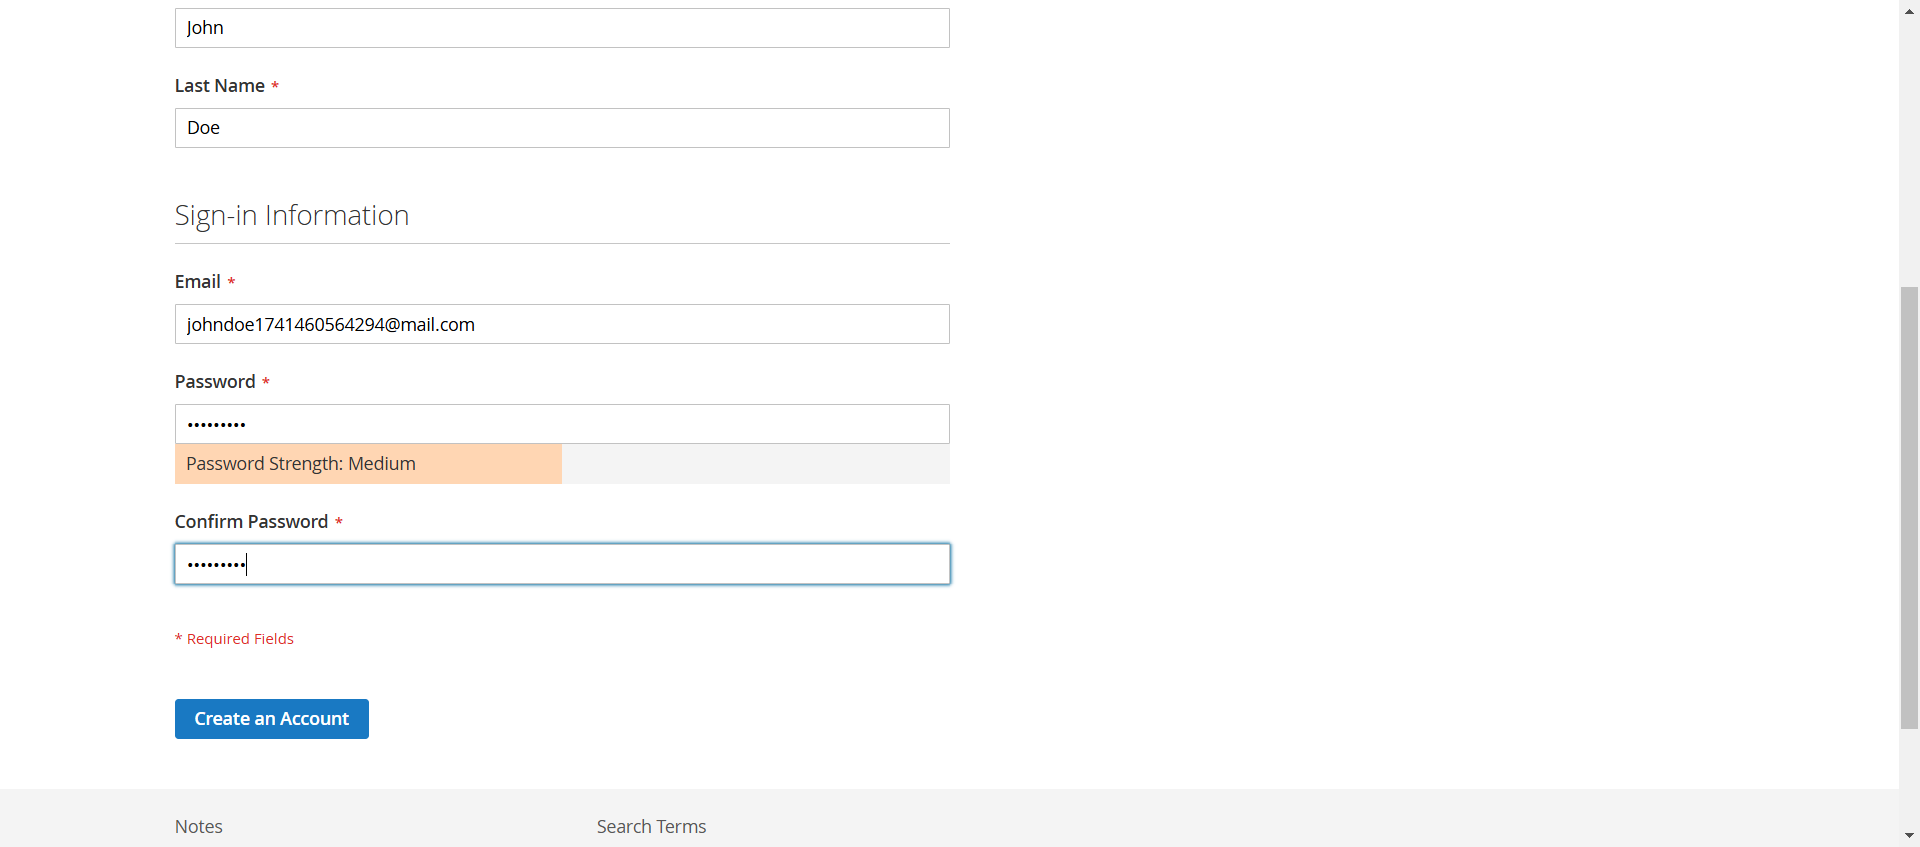 John
Last Name *
Doe
Sign-in Information
Email *
johndoe1741460564294@mail.com
Password *
•••••••••
Password Strength: Medium
Confirm Password *
•••••••••
* Required Fields
Create an Account
Notes
Search Terms